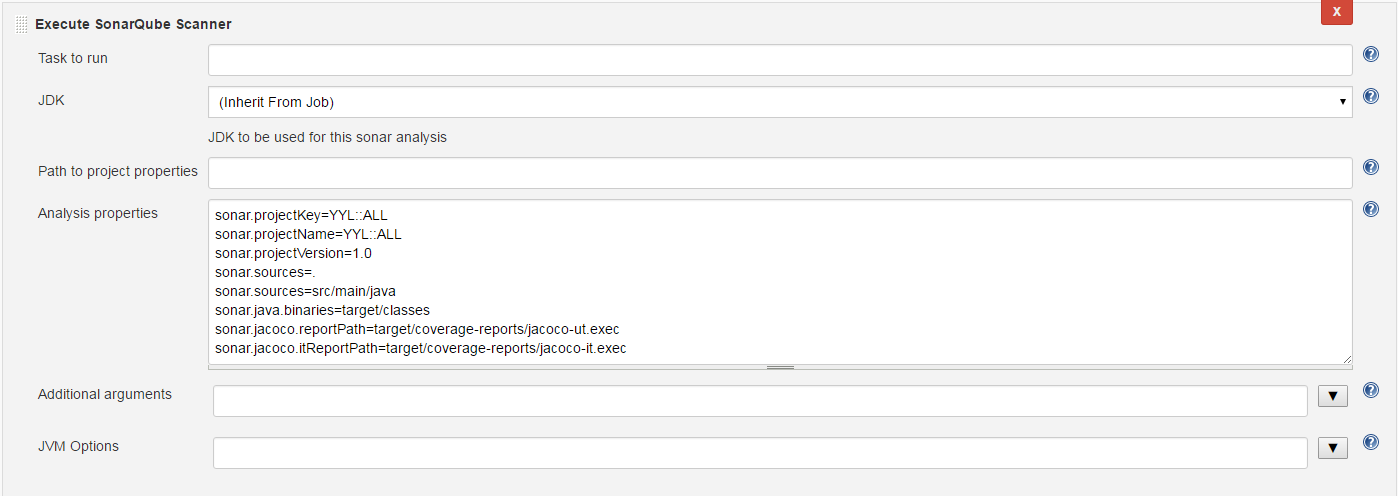 Execute SonarQube Scanner
X
Task to run
JDK
(Inherit From Job)
JDK to be used for this sonar analysis
Path to project properties
Analysis properties
sonar.projectKey=YYL::ALL
sonar.projectName=YYL::ALL
sonar.projectVersion=1.0
sonar.sources=.
sonar.sources=src/main/java
sonar.java.binaries=target/classes
sonar.jacoco.reportPath=target/coverage-reports/jacoco-ut.exec
sonar.jacoco.itReportPath=target/coverage-reports/jacoco-it.exec
Additional arguments
JVM Options